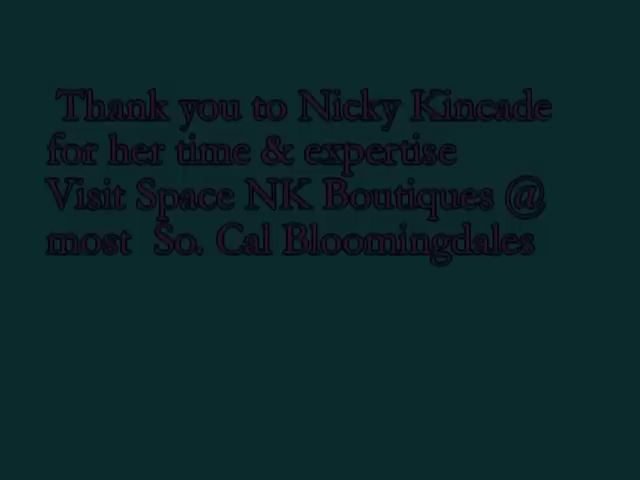 Thank you to Nicky Kincade
for her time & expertise
Visit Space NK Boutiques @
most So. Cal Bloomingdales